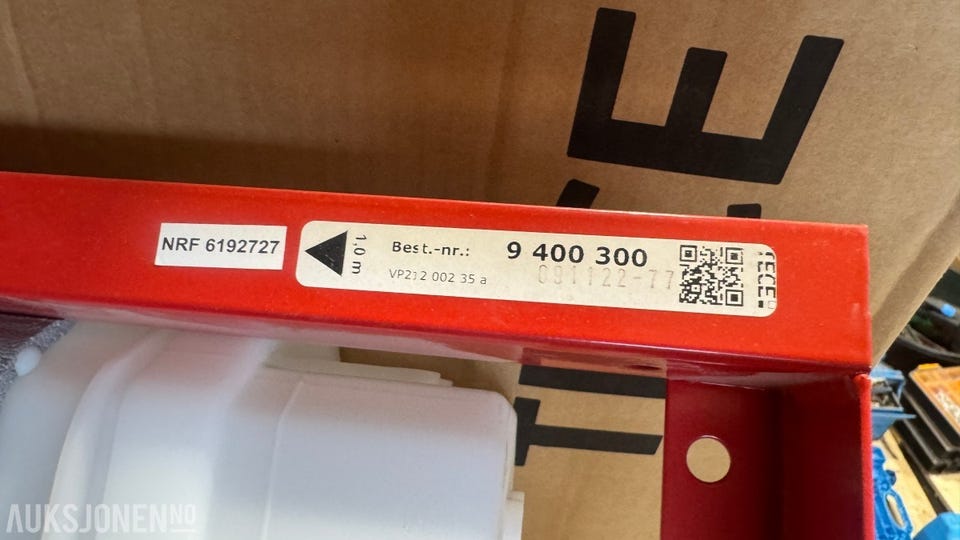 NRF 6192727
1,0 m
Best.-nr.: 9 400 300
VP212 002 35 a
091122-77
TECE
AUKSJONEN.NO